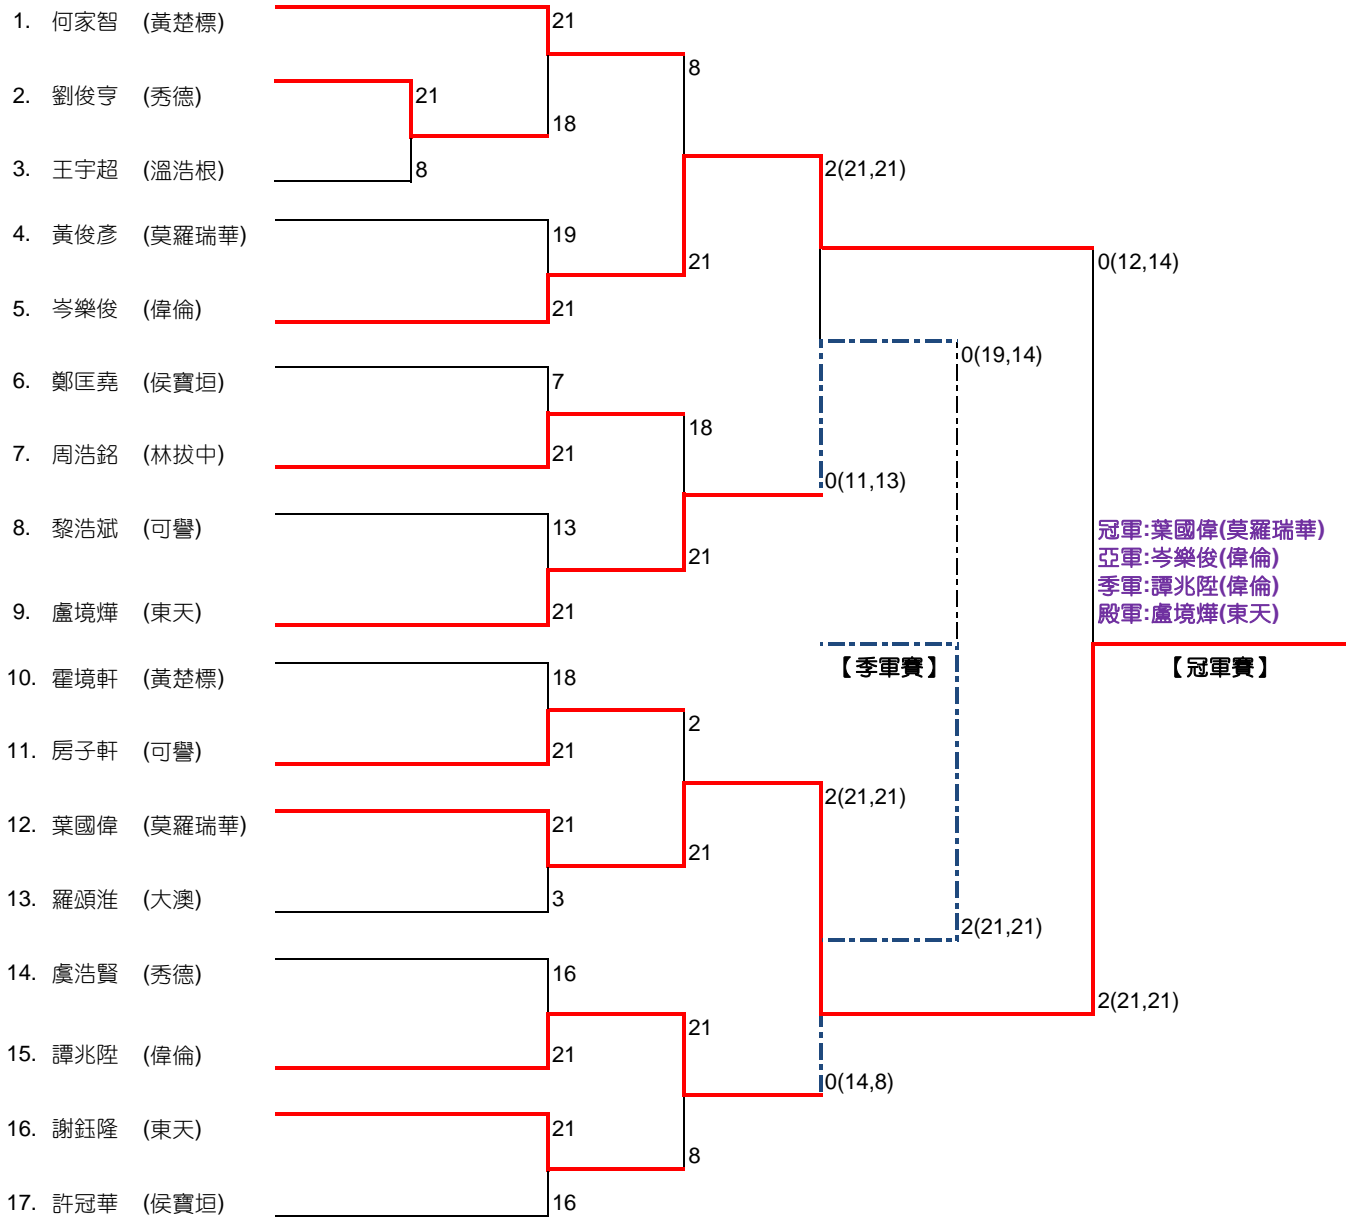 1. 何家智 (黃楚標)
21
8
2. 劉俊亨 (秀德)
21
18
3. 王宇超 (溫浩根)
8
2(21,21)
4. 黃俊彥 (莫羅瑞華)
19
21
0(12,14)
5. 岑樂俊 (偉倫)
21
0(19,14)
6. 鄭匡堯 (侯寶垣)
7
18
7. 周浩銘 (林拔中)
21
0(11,13)
8. 黎浩斌 (可譽)
13
21
冠軍:葉國偉(莫羅瑞華)
亞軍:岑樂俊(偉倫)
季軍:譚兆陞(偉倫)
殿軍:盧境燁(東天)
9. 盧境燁 (東天)
21
【季軍賽】
【冠軍賽】
10. 霍境軒 (黃楚標)
18
2
11. 房子軒 (可譽)
21
2(21,21)
12. 葉國偉 (莫羅瑞華)
21
21
13. 羅頌淮 (大澳)
3
2(21,21)
14. 虞浩賢 (秀德)
16
2(21,21)
21
15. 譚兆陞 (偉倫)
21
0(14,8)
16. 謝鈺隆 (東天)
21
8
17. 許冠華 (侯寶垣)
16